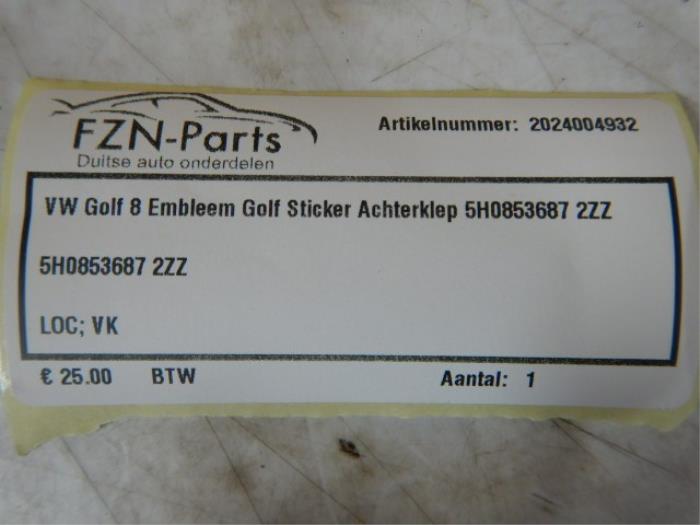 FZN-Parts
Duitse auto onderdelen
Artikelnummer: 2024004932
VW Golf 8 Embleem Golf Sticker Achterklep 5H0853687 2ZZ
5H0853687 2ZZ
LOC; VK
€ 25.00 BTW Aantal: 1